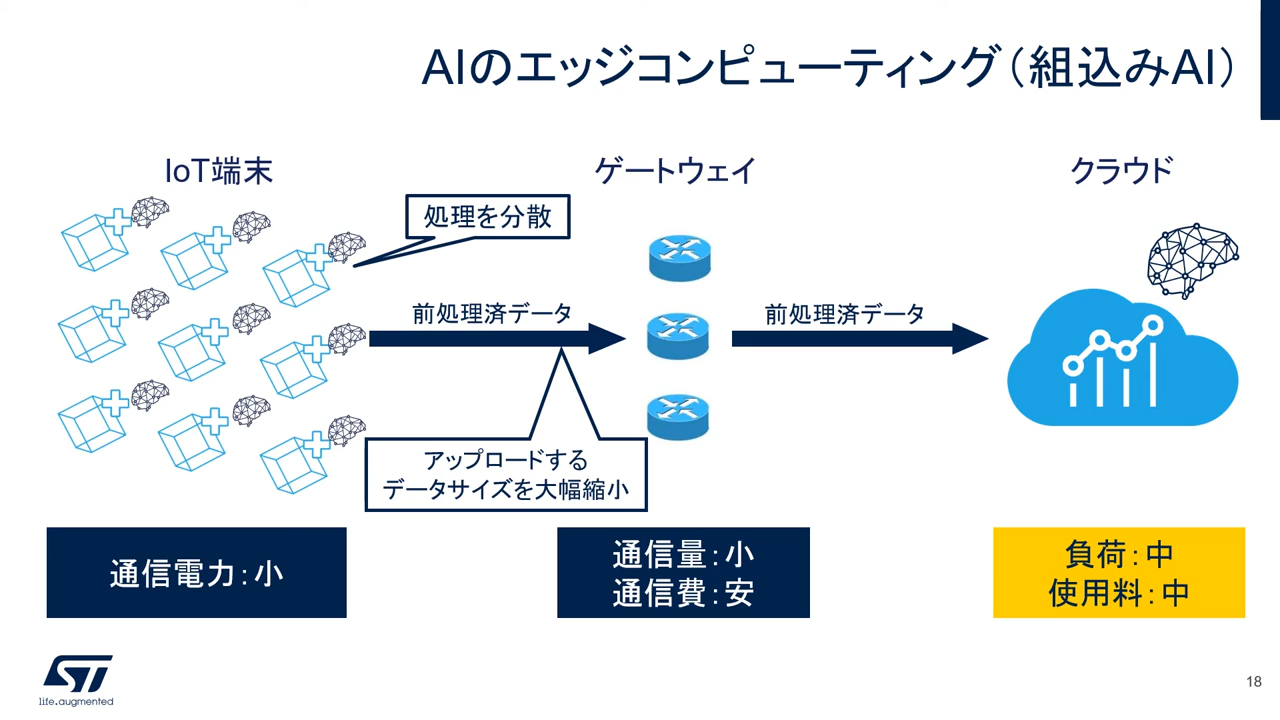 AIのエッジコンピューティング（組込みAI）
IoT端末
ゲートウェイ
クラウド
処理を分散
前処理済データ
前処理済データ
アップロードする
データサイズを大幅縮小
通信電力：小
通信量：小
通信費：安
負荷：中
使用料：中
ST
life.augmented
18